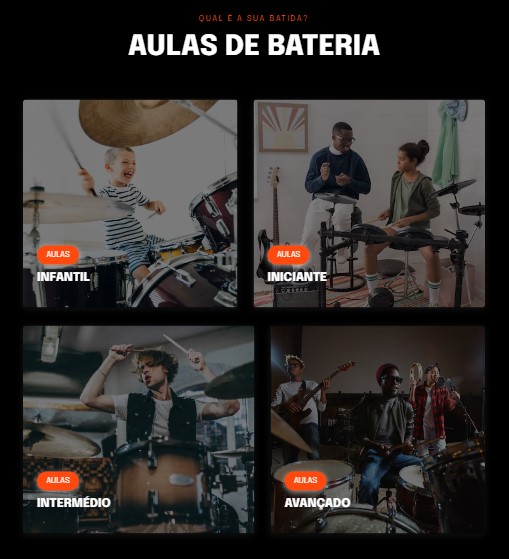 QUAL É A SUA BATIDA?
AULAS DE BATERIA
AULAS
INFANTIL
AULAS
INICIANTE
AULAS
INTERMÉDIO
AULAS
AVANÇADO